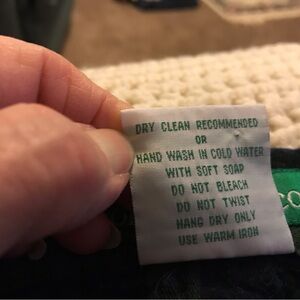 DRY CLEAN RECOMMENDED
OR
HAND WASH IN COLD WATER
WITH SOFT SOAP
DO NOT BLEACH
DO NOT TWIST
HANG DRY ONLY
USE WARM IRON